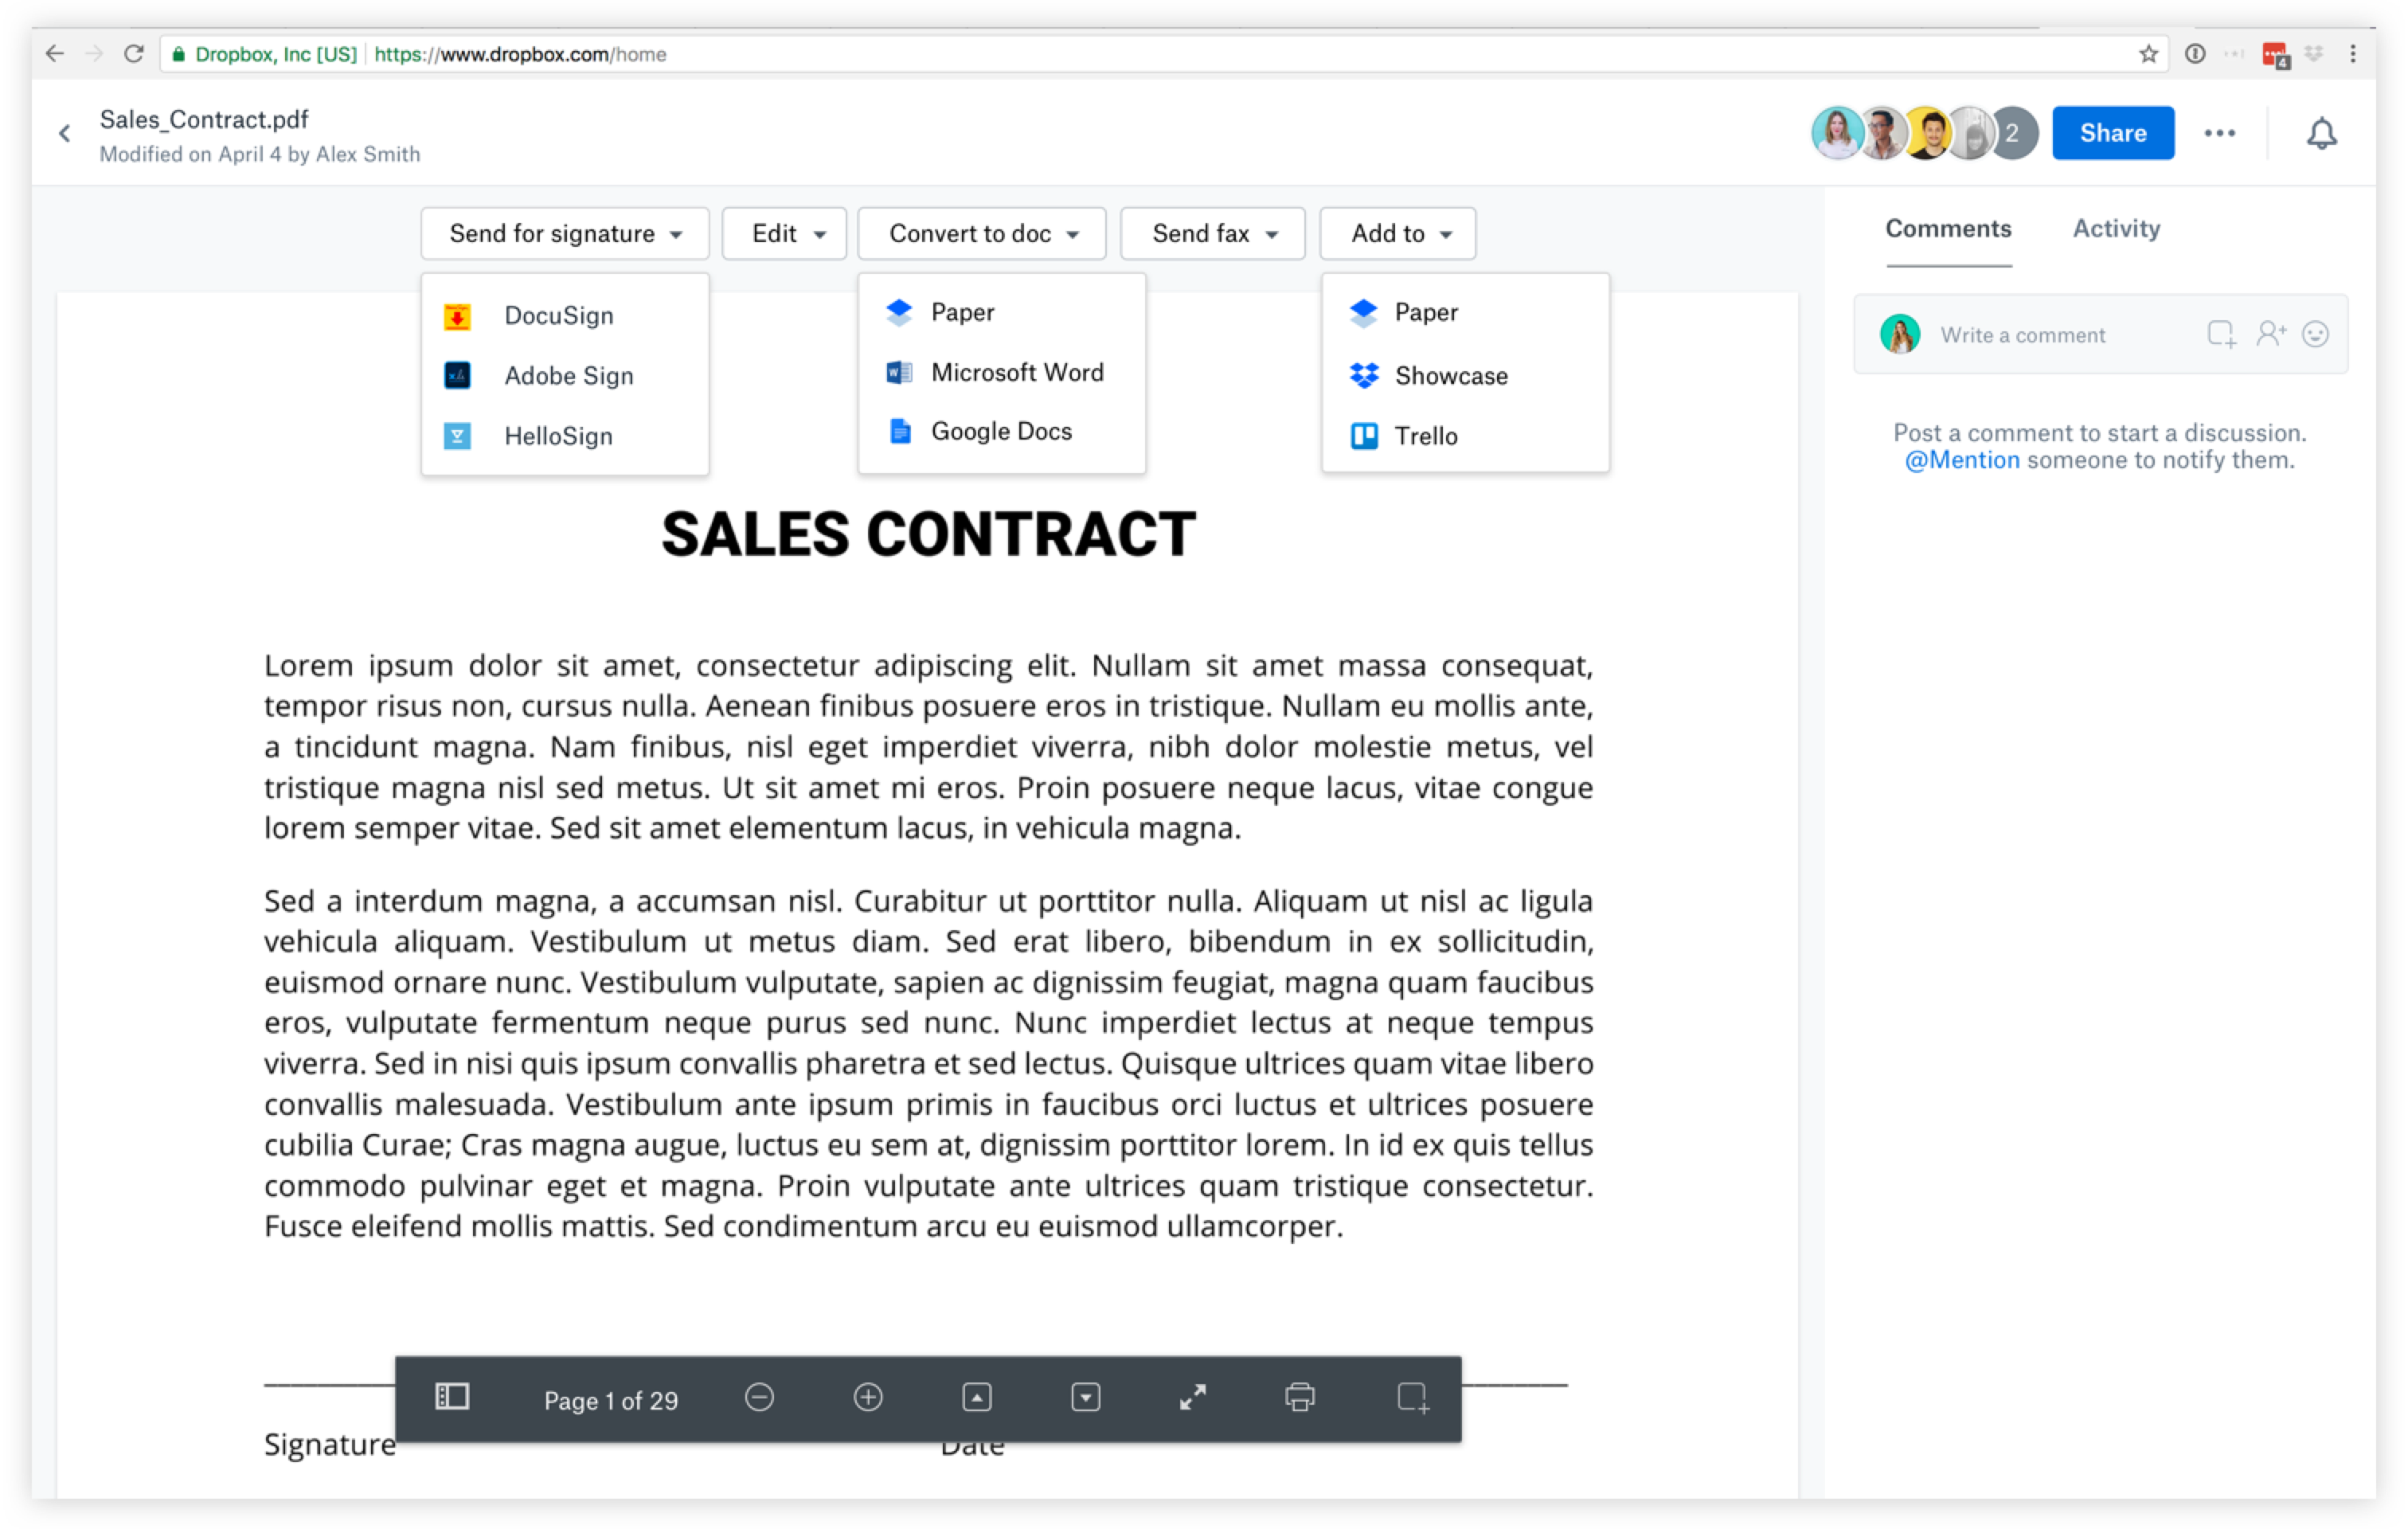 Dropbox, Inc [US] https://www.dropbox.com/home
4
Sales_Contract.pdf
Modified on April 4 by Alex Smith
2
Share
Send for signature
Edit
Convert to doc
Send fax
Add to
Comments
Activity
DocuSign
Adobe Sign
HelloSign
Paper
Microsoft Word
Google Docs
Paper
Showcase
Trello
Write a comment
Post a comment to start a discussion.
@Mention someone to notify them.
SALES CONTRACT
Lorem ipsum dolor sit amet, consectetur adipiscing elit. Nullam sit amet massa consequat,
tempor risus non, cursus nulla. Aenean finibus posuere eros in tristique. Nullam eu mollis ante,
a tincidunt magna. Nam finibus, nisl eget imperdiet viverra, nibh dolor molestie metus, vel
tristique magna nisl sed metus. Ut sit amet mi eros. Proin posuere neque lacus, vitae congue
lorem semper vitae. Sed sit amet elementum lacus, in vehicula magna.
Sed a interdum magna, a accumsan nisl. Curabitur ut porttitor nulla. Aliquam ut nisl ac ligula
vehicula aliquam. Vestibulum ut metus diam. Sed erat libero, bibendum in ex sollicitudin,
euismod ornare nunc. Vestibulum vulputate, sapien ac dignissim feugiat, magna quam faucibus
eros, vulputate fermentum neque purus sed nunc. Nunc imperdiet lectus at neque tempus
viverra. Sed in nisi quis ipsum convallis pharetra et sed lectus. Quisque ultrices quam vitae libero
convallis malesuada. Vestibulum ante ipsum primis in faucibus orci luctus et ultrices posuere
cubilia Curae; Cras magna augue, luctus eu sem at, dignissim porttitor lorem. In id ex quis tellus
commodo pulvinar eget et magna. Proin vulputate ante ultrices quam tristique consectetur.
Fusce eleifend mollis mattis. Sed condimentum arcu eu euismod ullamcorper.
Page 1 of 29
Signature
Date